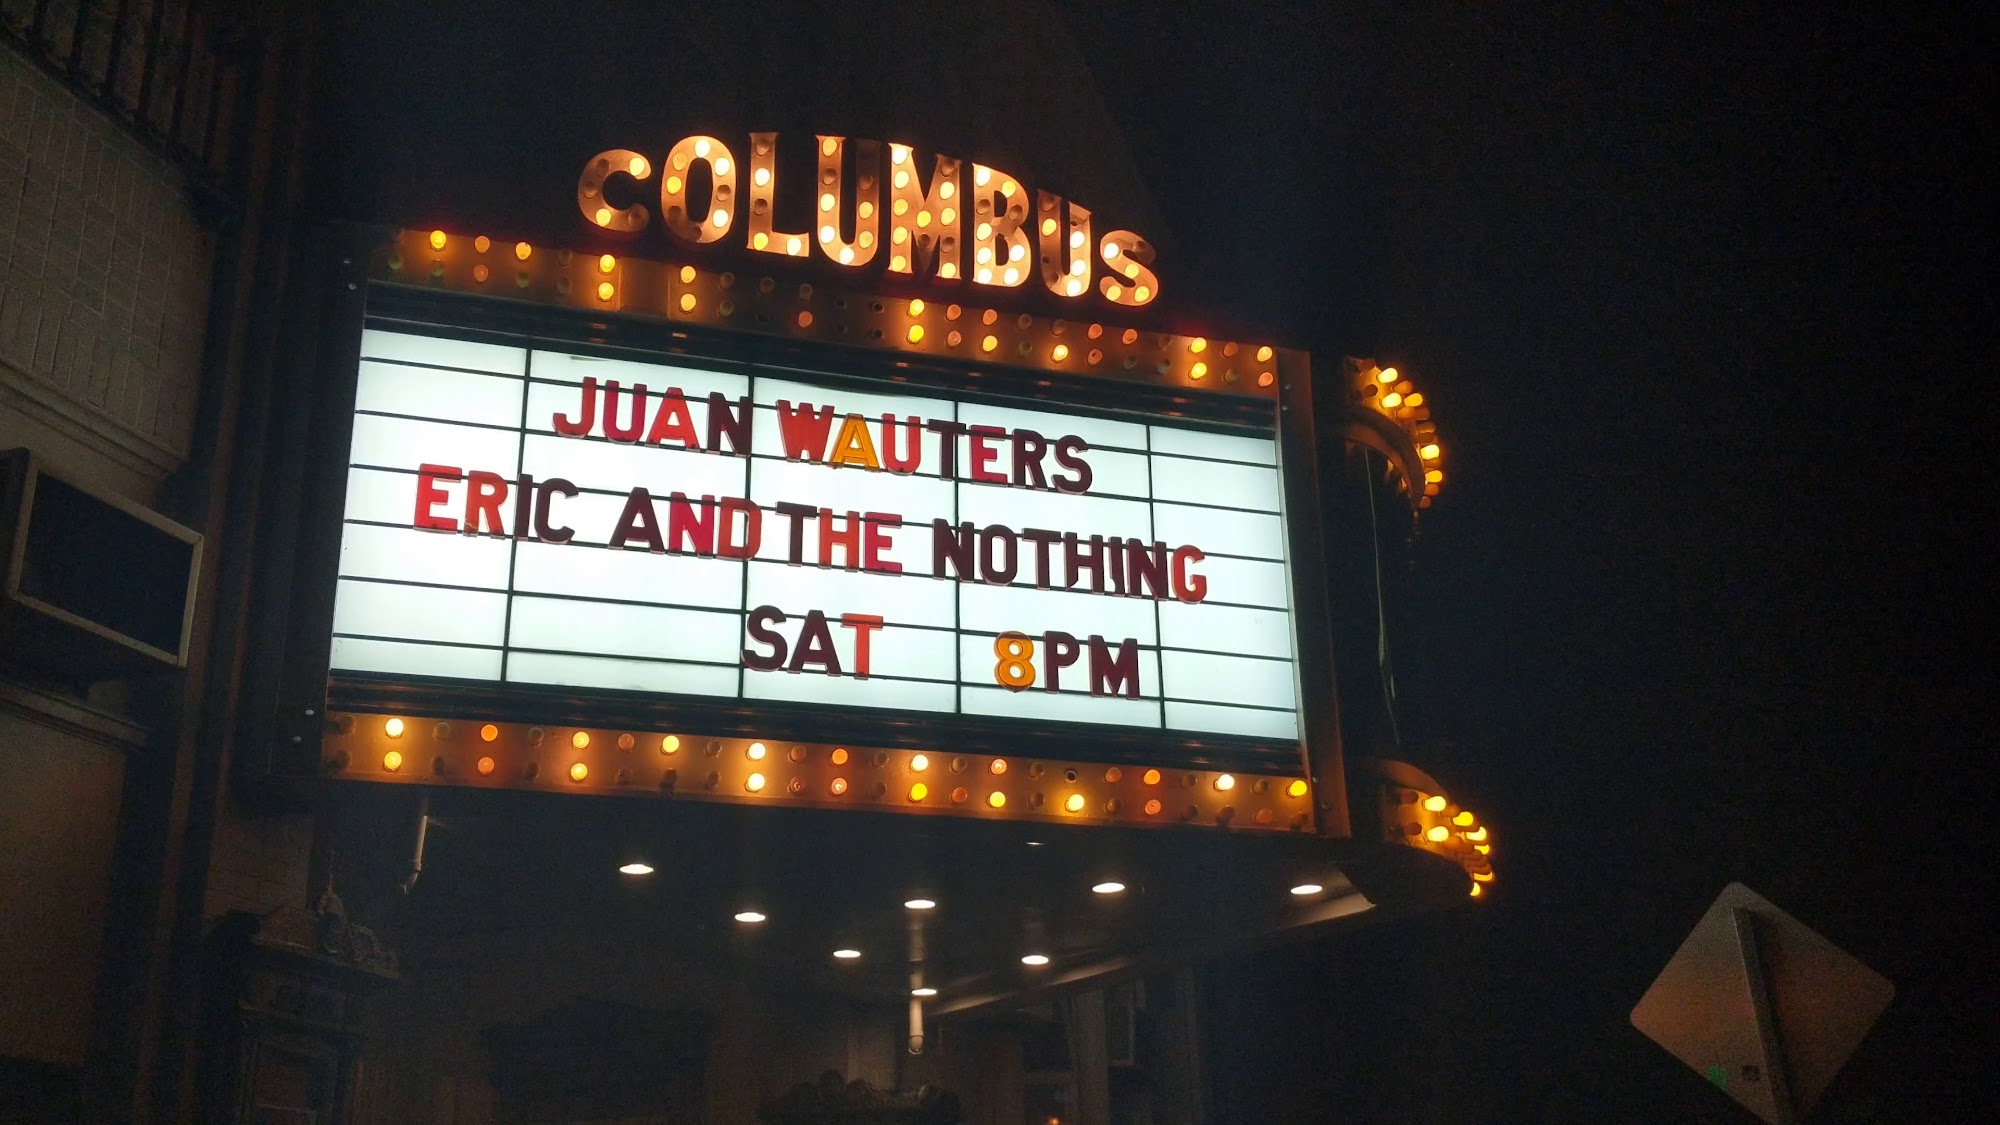 COLUMBUS
JUAN WAUTERS
ERIC AND THE NOTHING
SAT 8PM